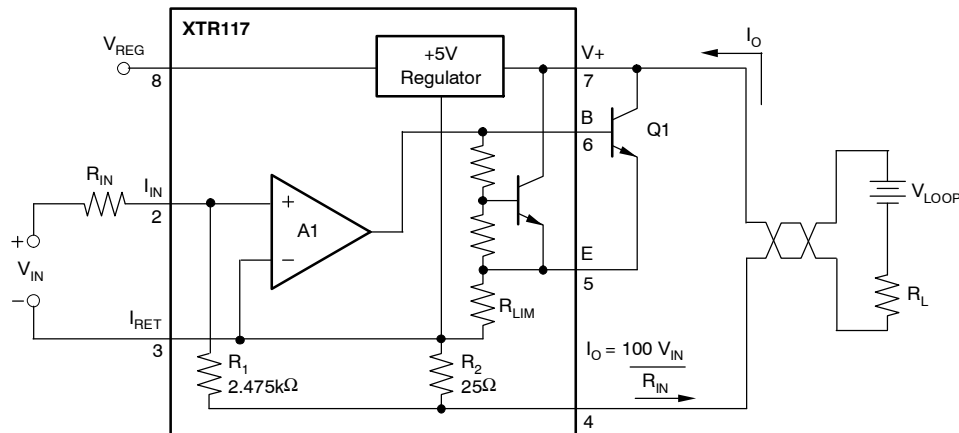 XTR117
V+
I_O
V_REG
+5V
Regulator
8
7
B
Q1
6
R_IN
I_IN
V_LOOP
2
+
A1
+
V_IN
−
−
E
5
R_LIM
R_L
I_RET
3
R_1
2.475kΩ
R_2
25Ω
I_O = 100 V_IN
R_IN
4